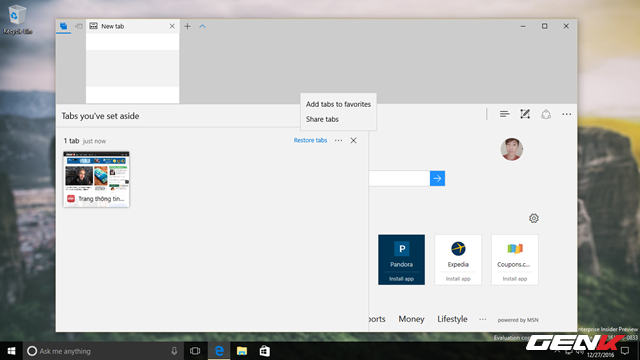 Recycle Bin
New tab
Add tabs to favorites
Share tabs
Tabs you've set aside
1 tab just now
Restore tabs
Trang thông tin...
Pandora
Install app
Expedia
Install app
Coupons.c...
Install app
Money
Lifestyle
powered by MSN
Enterprise Insider Preview
Evaluation
Ask me anything
12/27/2016
GENK